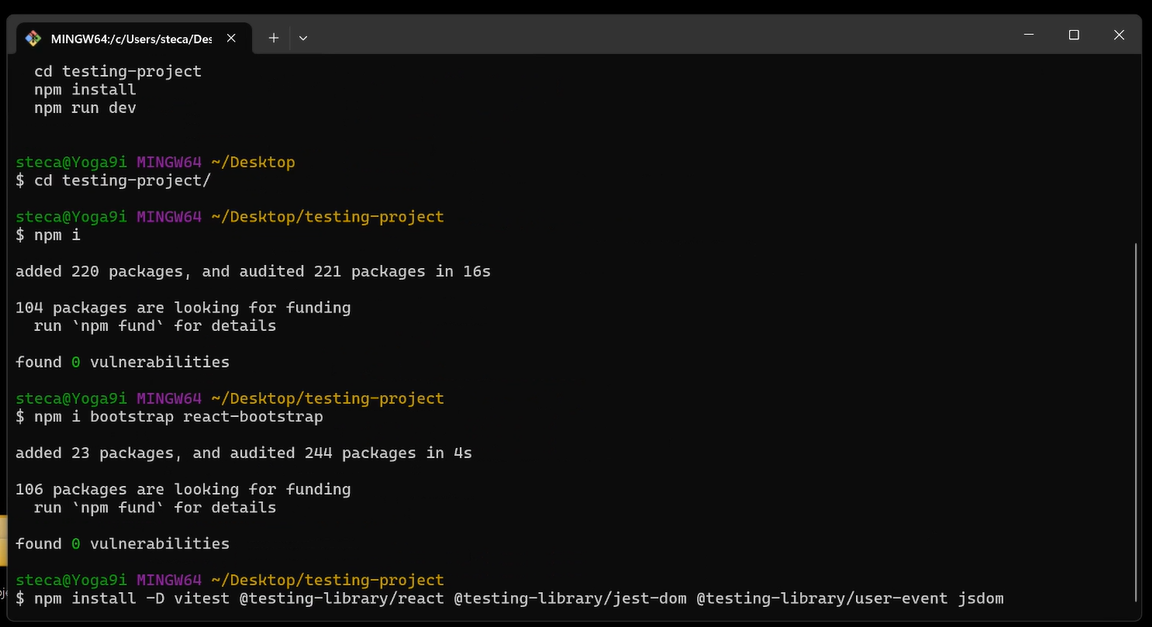 MINGW64:/c/Users/steca/Des
cd testing-project
npm install
npm run dev
steca@Yoga9i MINGW64 ~/Desktop
$ cd testing-project/
steca@Yoga9i MINGW64 ~/Desktop/testing-project
$ npm i
added 220 packages, and audited 221 packages in 16s
104 packages are looking for funding
run `npm fund` for details
found 0 vulnerabilities
steca@Yoga9i MINGW64 ~/Desktop/testing-project
$ npm i bootstrap react-bootstrap
added 23 packages, and audited 244 packages in 4s
106 packages are looking for funding
run `npm fund` for details
found 0 vulnerabilities
steca@Yoga9i MINGW64 ~/Desktop/testing-project
$ npm install -D vitest @testing-library/react @testing-library/jest-dom @testing-library/user-event jsdom